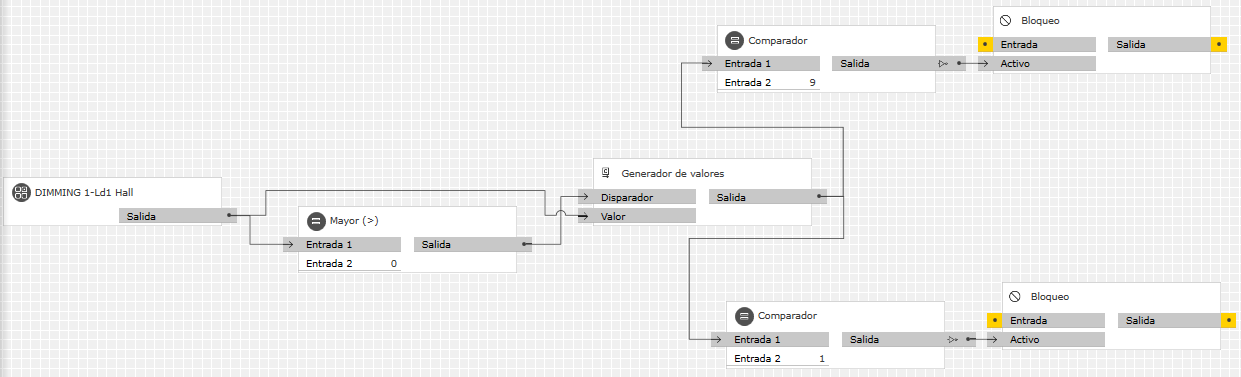 Bloqueo
Entrada Salida
Activo
Comparador
Entrada 1 Salida
Entrada 2 9
Generador de valores
Disparador Salida
Valor
DIMMING 1-Ld1 Hall
Salida
Mayor (>)
Entrada 1 Salida
Entrada 2 0
Bloqueo
Entrada Salida
Activo
Comparador
Entrada 1 Salida
Entrada 2 1